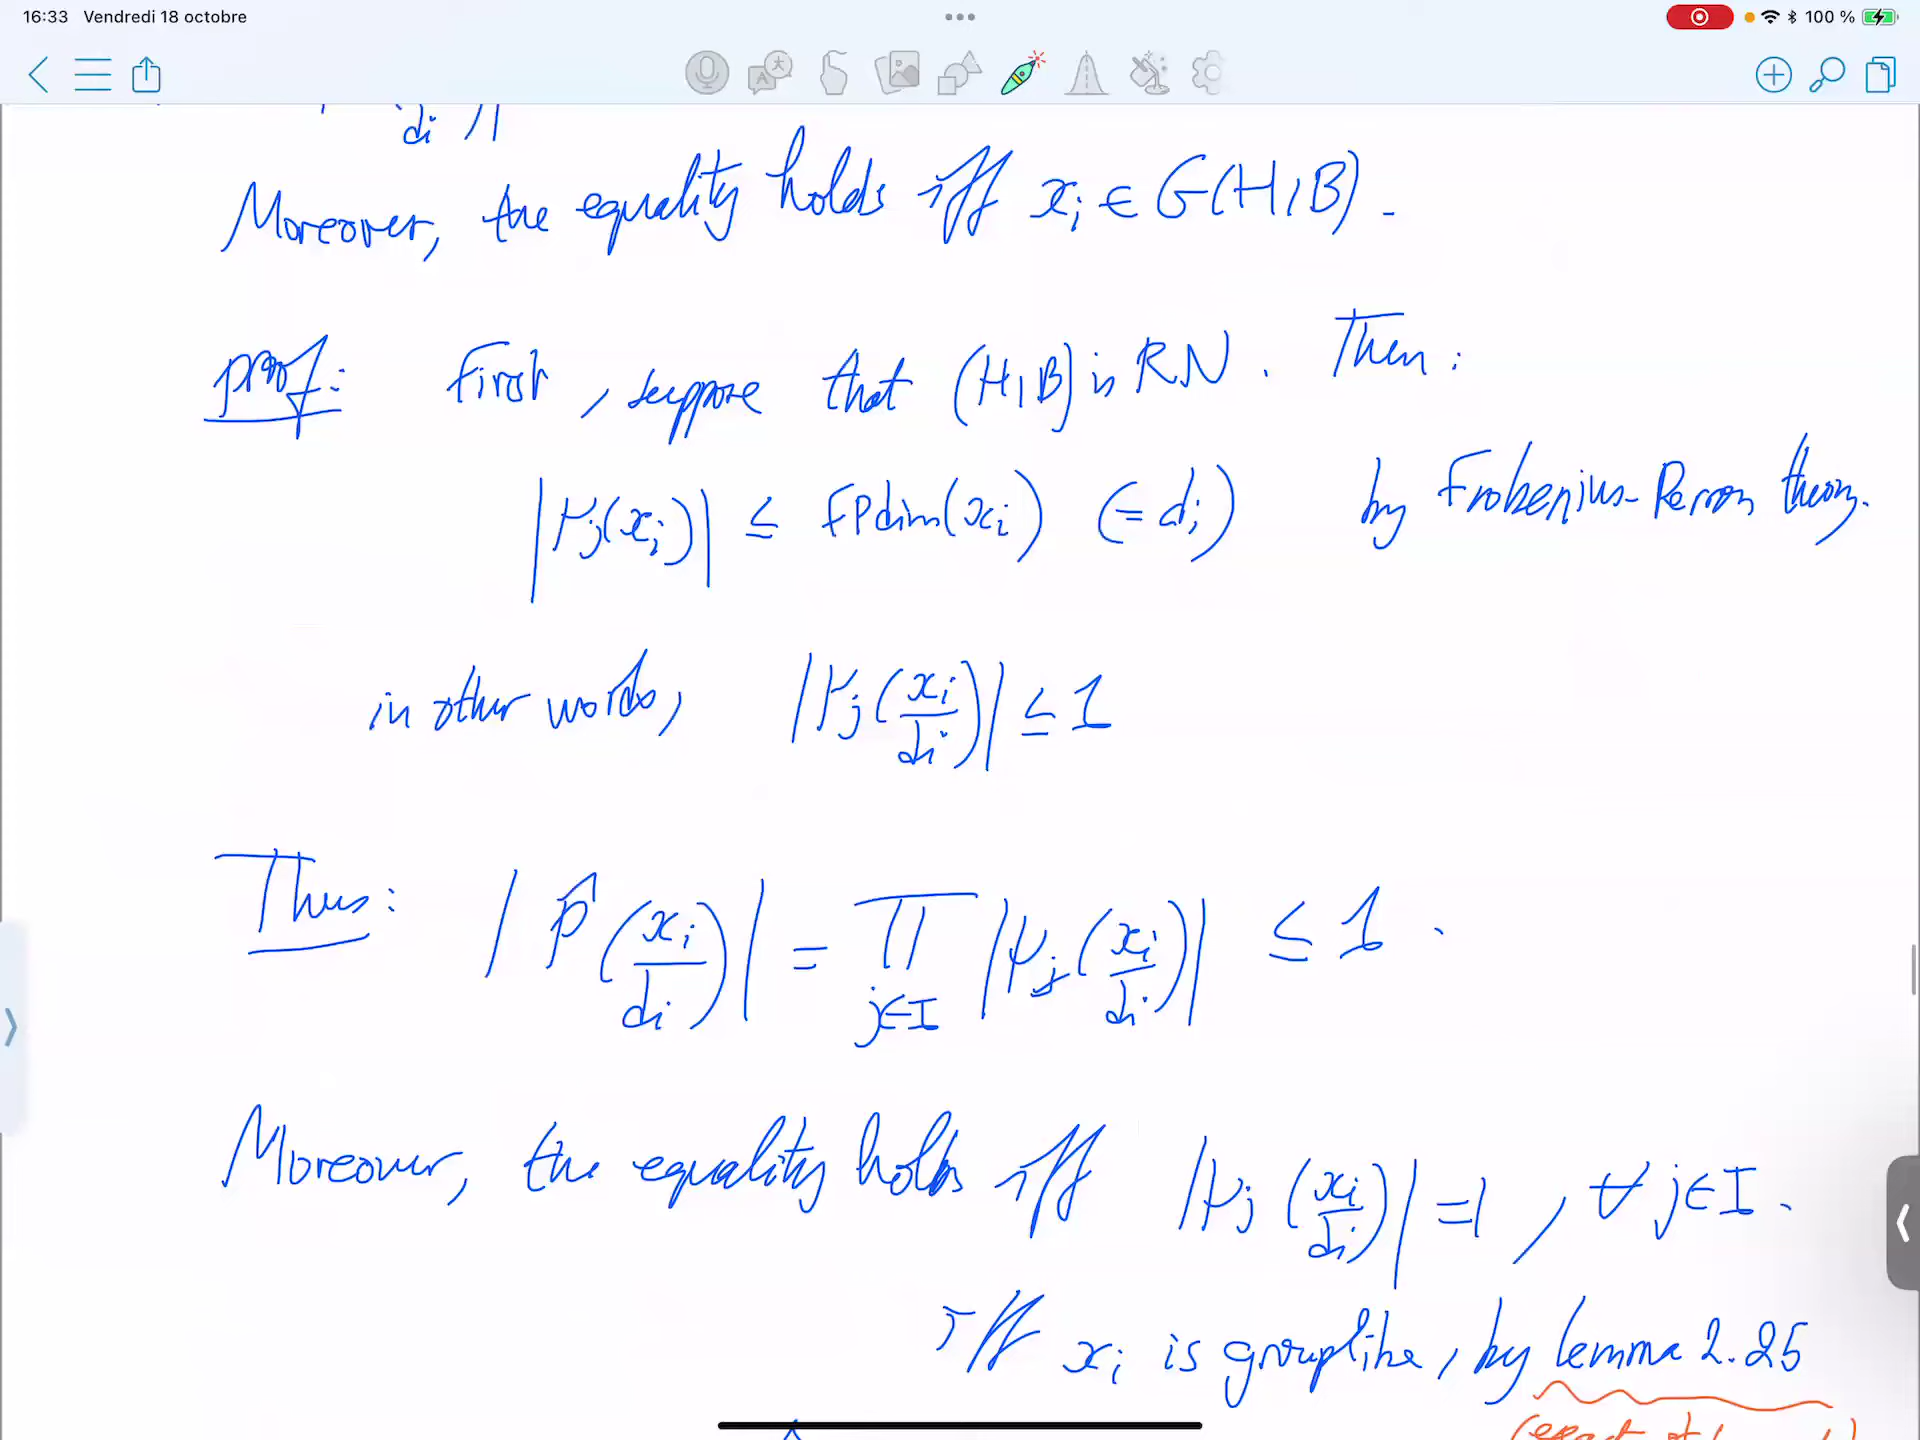 16:33 Vendredi 18 octobre
100 %
di
Moreover, the equality holds iff x_i ∈ G(H,B).
proof: First, suppose that (H,B) is RN. Then:
|ψ_j(x_i)| ≤ FPdim(x_i) (= d_i) by Frobenius-Perron theory.
in other words, |ψ_j(x_i/d_i)| ≤ 1
Thus: |p̂(x_i/d_i)| = ∏_{j∈I} |ψ_j(x_i/d_i)| ≤ 1.
Moreover, the equality holds iff |ψ_j(x_i/d_i)| = 1, ∀ j∈I.
iff x_i is grouplike, by lemma 2.25